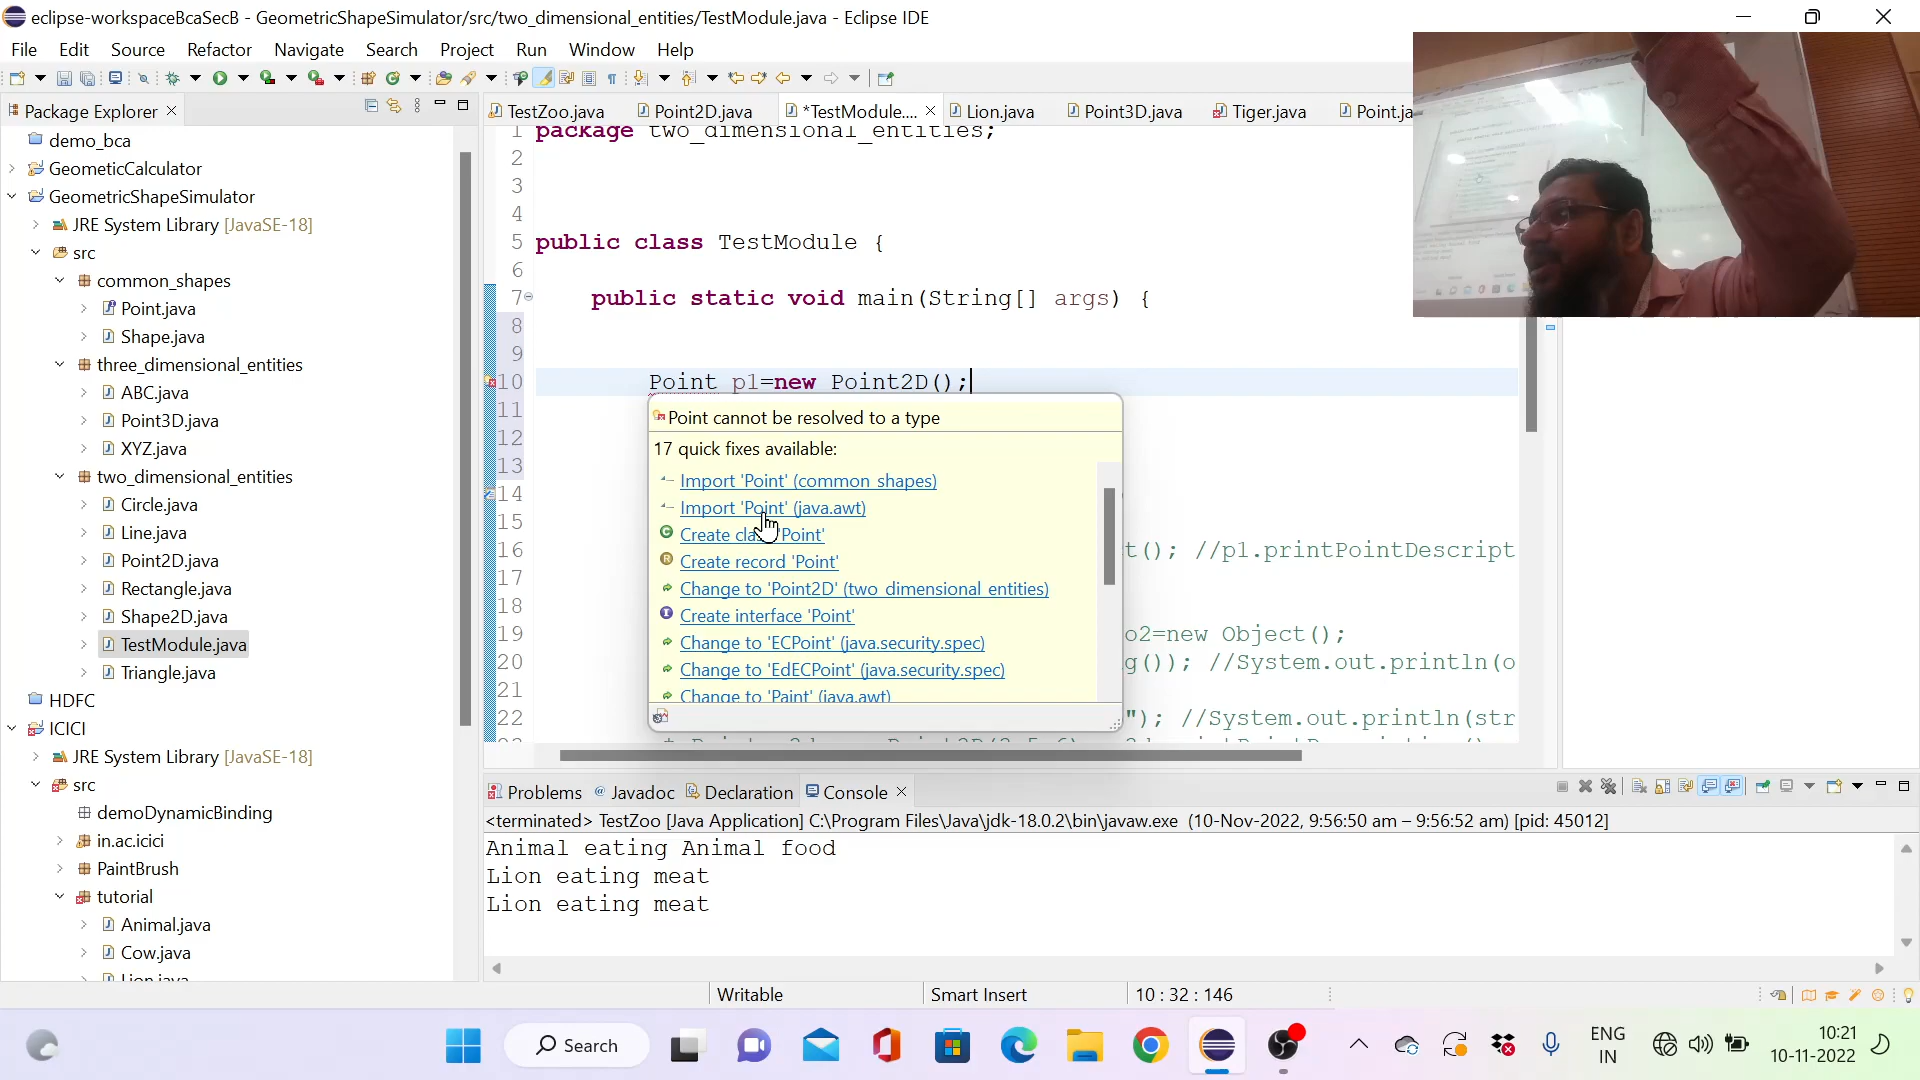 eclipse-workspaceBcaSecB - GeometricShapeSimulator/src/two_dimensional_entities/TestModule.java - Eclipse IDE
File Edit Source Refactor Navigate Search Project Run Window Help
Package Explorer
demo_bca
GeometicCalculator
GeometricShapeSimulator
JRE System Library [JavaSE-18]
src
common_shapes
Point.java
Shape.java
three_dimensional_entities
ABC.java
Point3D.java
XYZ.java
two_dimensional_entities
Circle.java
Line.java
Point2D.java
Rectangle.java
Shape2D.java
TestModule.java
Triangle.java
HDFC
ICICI
JRE System Library [JavaSE-18]
src
demoDynamicBinding
in.ac.icici
PaintBrush
tutorial
Animal.java
Cow.java
Lion.java
TestZoo.java Point2D.java *TestModule.... Lion.java Point3D.java Tiger.java Point.ja
1 package two_dimensional_entities;
2
3
4
5 public class TestModule {
6
7 public static void main(String[] args) {
8
9
10 Point p1=new Point2D();
11
12
13
14
15
16 t(); //p1.printPointDescript
17
18
19 o2=new Object();
20 g()); //System.out.println(o
21
22 "); //System.out.println(str
Point cannot be resolved to a type
17 quick fixes available:
Import 'Point' (common_shapes)
Import 'Point' (java.awt)
Create class 'Point'
Create record 'Point'
Change to 'Point2D' (two_dimensional_entities)
Create interface 'Point'
Change to 'ECPoint' (java.security.spec)
Change to 'EdECPoint' (java.security.spec)
Change to 'Paint' (java.awt)
Problems Javadoc Declaration Console
<terminated> TestZoo [Java Application] C:\Program Files\Java\jdk-18.0.2\bin\javaw.exe (10-Nov-2022, 9:56:50 am – 9:56:52 am) [pid: 45012]
Animal eating Animal food
Lion eating meat
Lion eating meat
Writable Smart Insert 10 : 32 : 146
Search
ENG
IN
10:21
10-11-2022